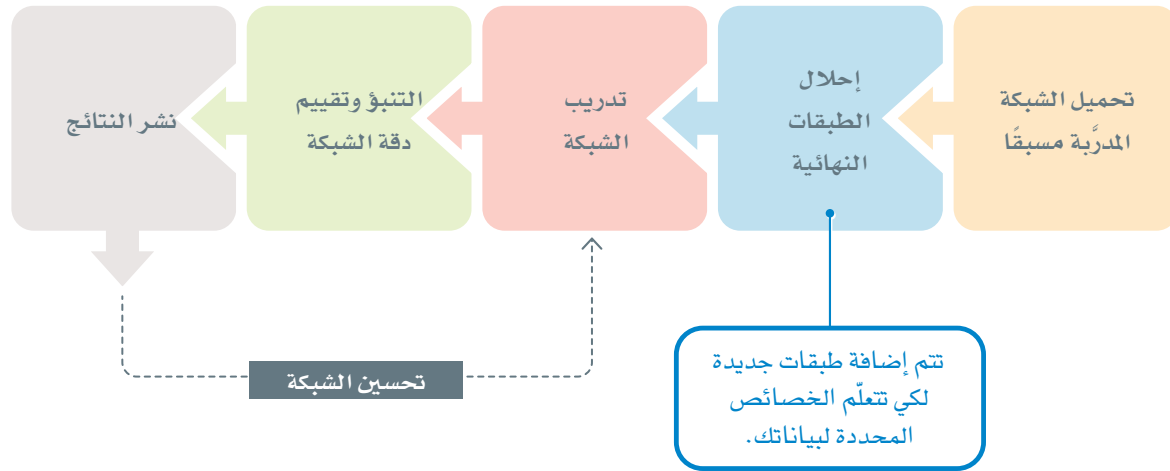 تحميل الشبكة
المدرَّبة مسبقًا
إحلال
الطبقات
النهائية
تدريب
الشبكة
التنبؤ وتقييم
دقة الشبكة
نشر النتائج
تحسين الشبكة
تتم إضافة طبقات جديدة
لكي تتعلّم الخصائص
المحددة لبياناتك.